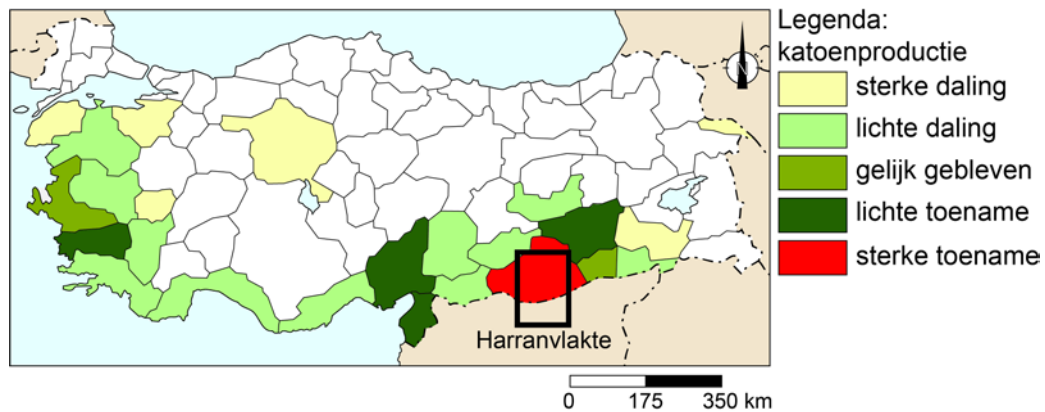 Legenda:
katoenproductie
sterke daling
lichte daling
gelijk gebleven
lichte toename
sterke toename
N
Harranvlakte
0 175 350 km